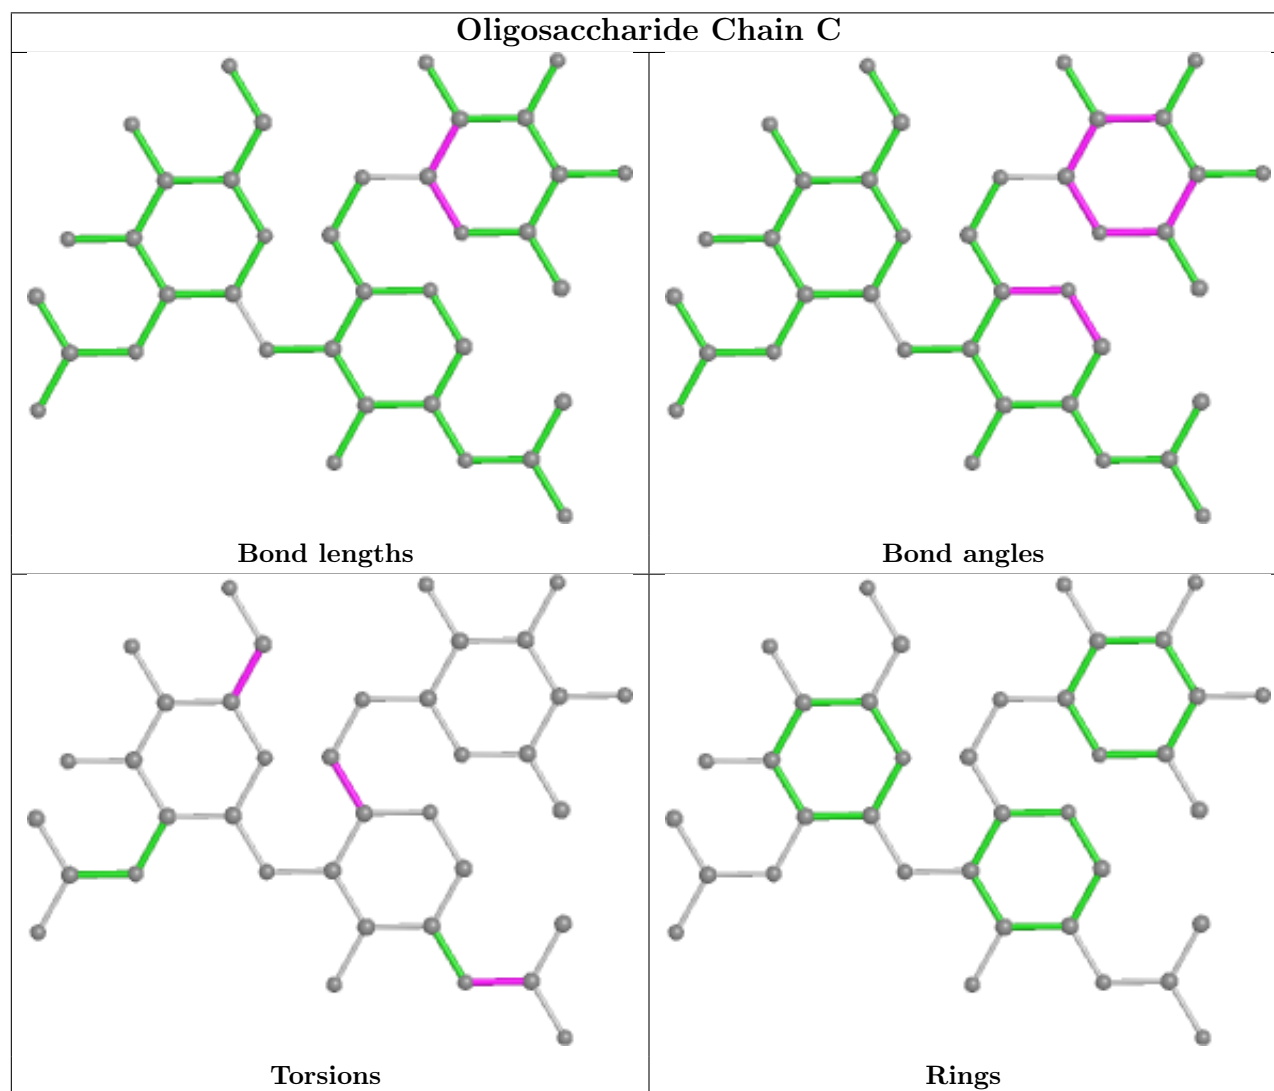 Oligosaccharide Chain C
Bond lengths
Bond angles
Torsions
Rings